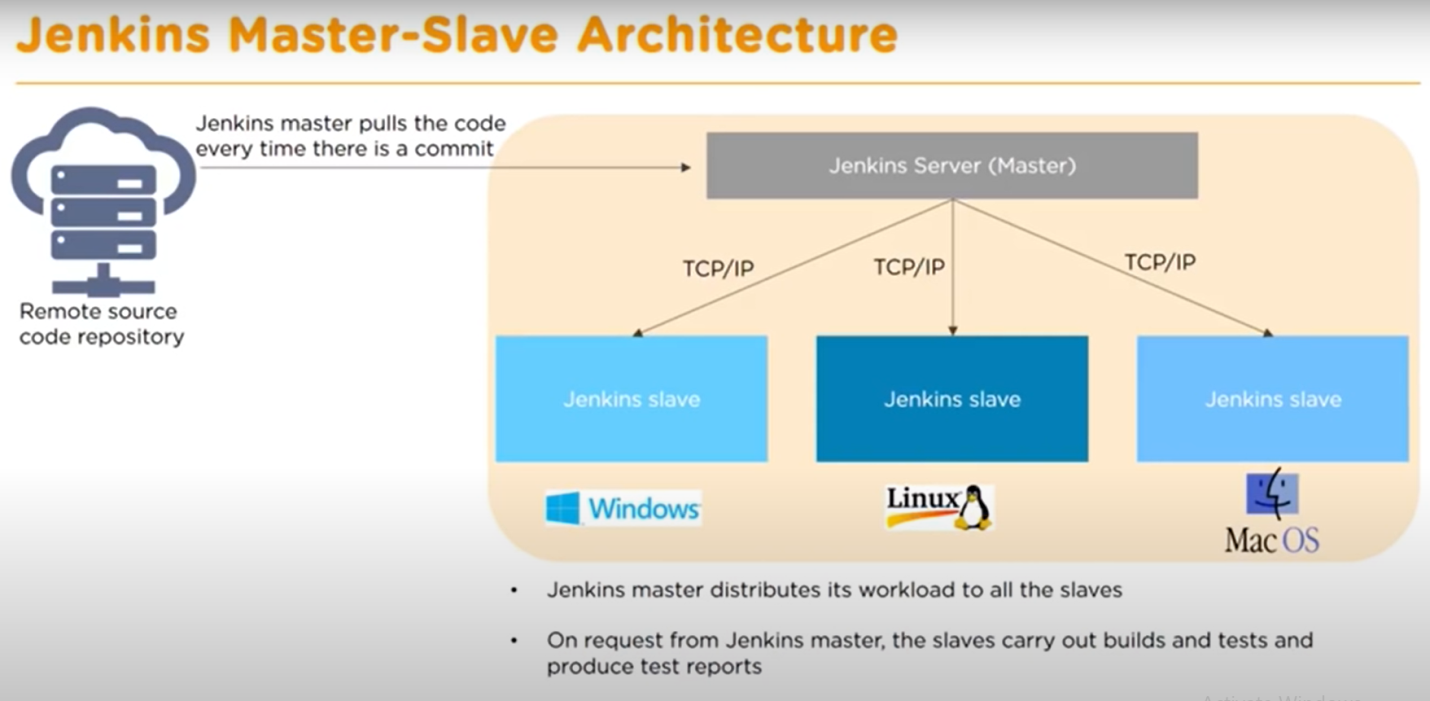 Jenkins Master-Slave Architecture
Jenkins master pulls the code
every time there is a commit
Jenkins Server (Master)
TCP/IP
TCP/IP
TCP/IP
Remote source
code repository
Jenkins slave
Jenkins slave
Jenkins slave
Windows
Linux
Mac OS
• Jenkins master distributes its workload to all the slaves
• On request from Jenkins master, the slaves carry out builds and tests and
produce test reports